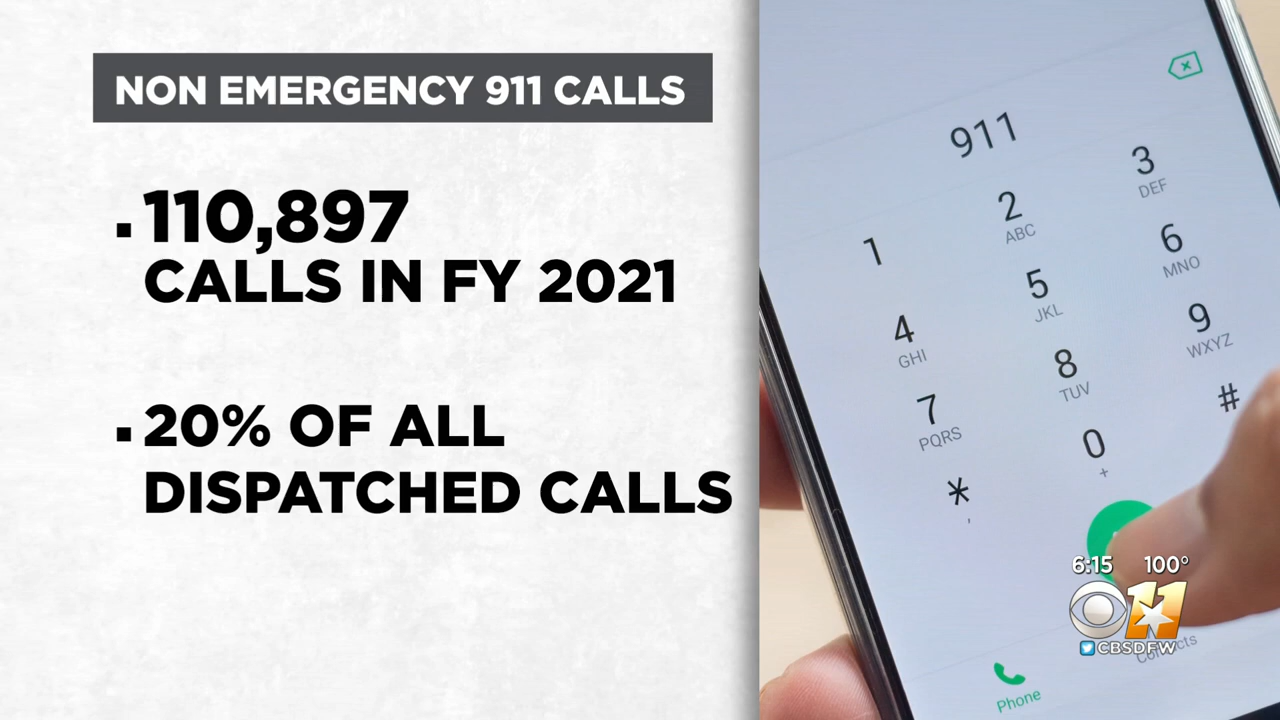 NON EMERGENCY 911 CALLS
▪ 110,897
CALLS IN FY 2021
▪ 20% OF ALL
DISPATCHED CALLS
911
1
2
ABC
3
DEF
4
GHI
5
JKL
6
MNO
7
PQRS
8
TUV
9
WXYZ
*
,
0
+
#
Phone
Contacts
6:15 100°
11
CBSDFW